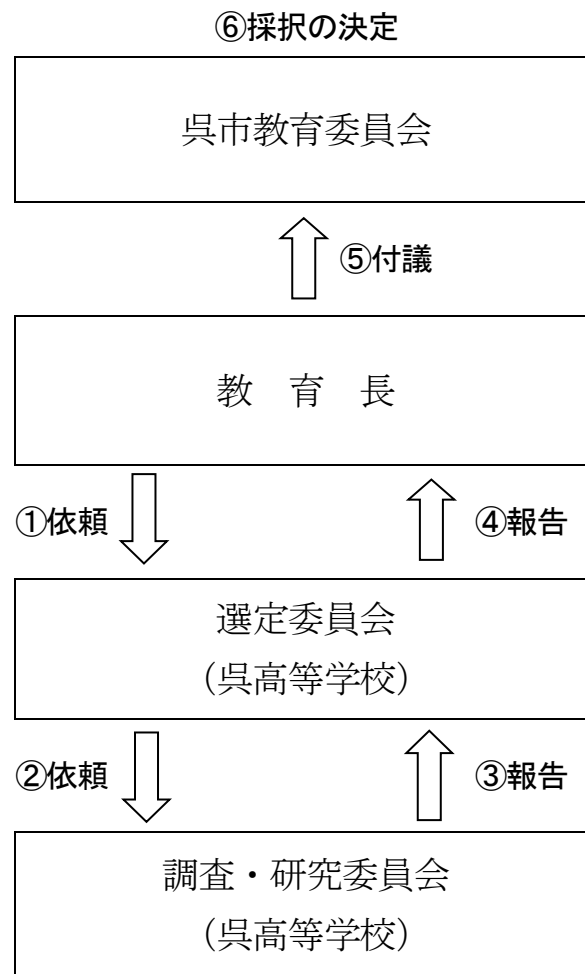 ⑥採択の決定
呉市教育委員会
⑤付議
教　育　長
①依頼
④報告
選定委員会
(呉高等学校)
②依頼
③報告
調査・研究委員会
(呉高等学校)